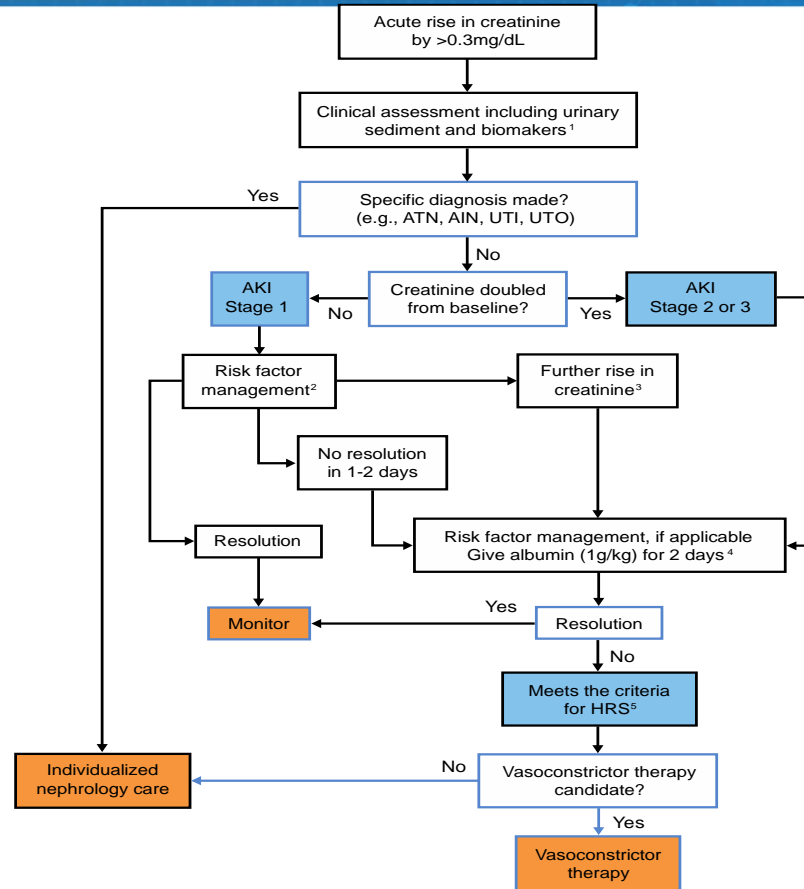 Acute rise in creatinine
by >0.3mg/dL
Clinical assessment including urinary
sediment and biomakers¹
Yes
Specific diagnosis made?
(e.g., ATN, AIN, UTI, UTO)
No
AKI
Stage 1
No
Creatinine doubled
from baseline?
Yes
AKI
Stage 2 or 3
Risk factor
management²
Further rise in
creatinine³
No resolution
in 1-2 days
Resolution
Risk factor management, if applicable
Give albumin (1g/kg) for 2 days⁴
Monitor
Yes
Resolution
No
Meets the criteria
for HRS⁵
Individualized
nephrology care
No
Vasoconstrictor therapy
candidate?
Yes
Vasoconstrictor
therapy